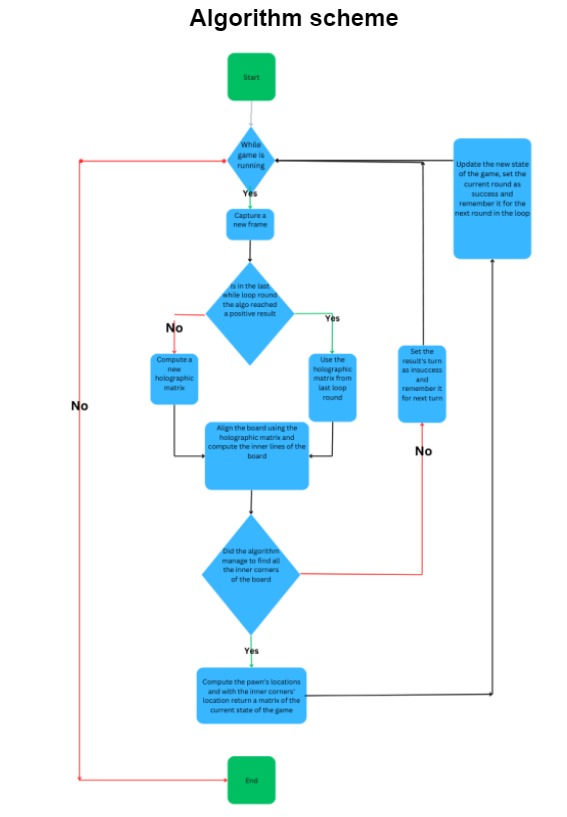 Algorithm scheme
Start
While
game is
running
Yes
Capture a
new frame
Update the new state
of the game, set the
current round as
success and
remember it for the
next round in the loop
Is in the last
while loop round
the algo reached
a positive result
No
Yes
Compute a
new
holographic
matrix
Use the
holographic
matrix from
last loop
round
Set the
result's turn
as insuccess
and
remember it
for next turn
No
Align the board using the
holographic matrix and
compute the inner lines of the
board
No
Did the algorithm
manage to find all
the inner corners
of the board
Yes
Compute the pawn's locations
and with the inner corners'
location return a matrix of the
current state of the game
End